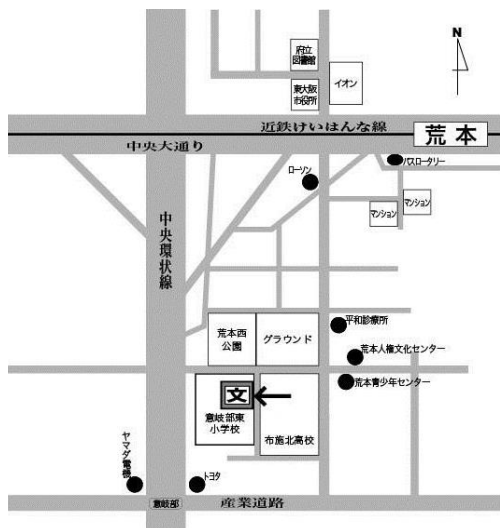 府立
図書館
イオン
N
東大阪
市役所
近鉄けいはんな線
荒本
中央大通り
バスロータリー
ローソン
マンション
マンション
中央環状線
平和診療所
荒本西
公園
グラウンド
荒本人権文化センター
荒本青少年センター
文
意岐部東
小学校
布施北高校
ヤマダ電機
トヨタ
意岐部
産業道路